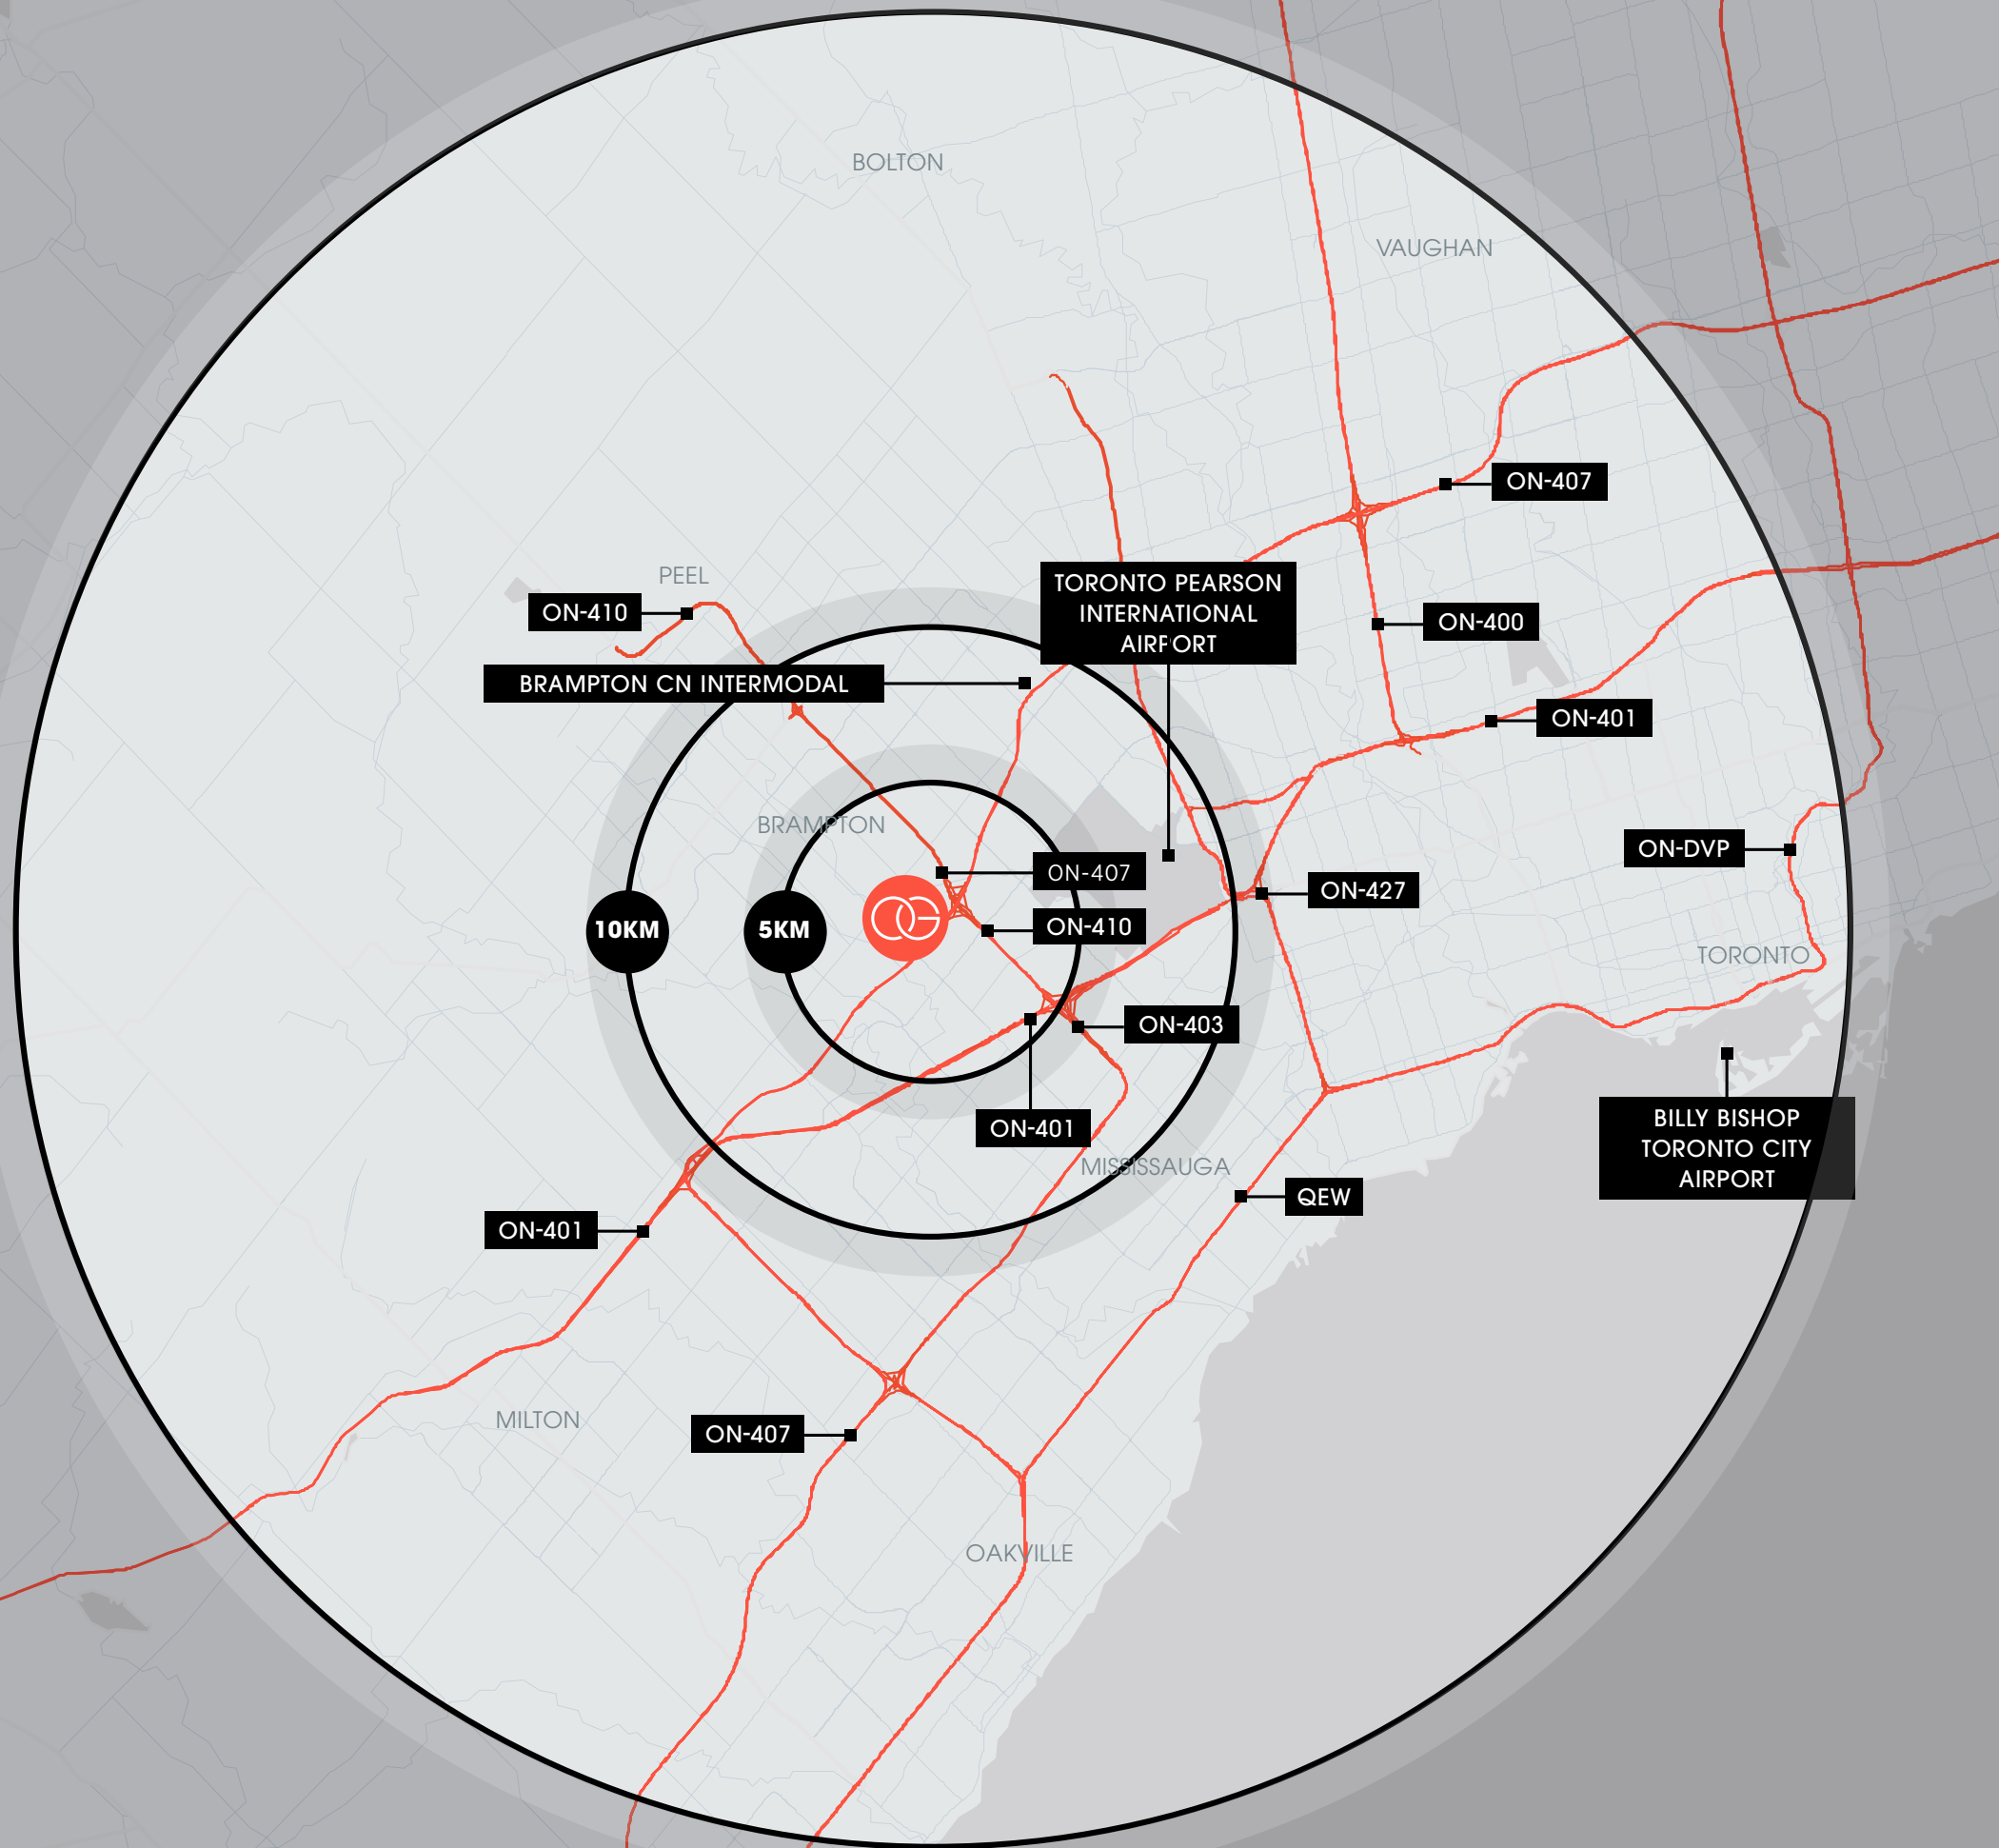 BOLTON
VAUGHAN
ON-407
PEEL
TORONTO PEARSON
INTERNATIONAL
AIRPORT
ON-410
ON-400
BRAMPTON CN INTERMODAL
ON-401
BRAMPTON
ON-DVP
ON-407
ON-427
10KM
5KM
OG
ON-410
TORONTO
ON-403
ON-401
BILLY BISHOP
TORONTO CITY
AIRPORT
MISSISSAUGA
QEW
ON-401
MILTON
ON-407
OAKVILLE